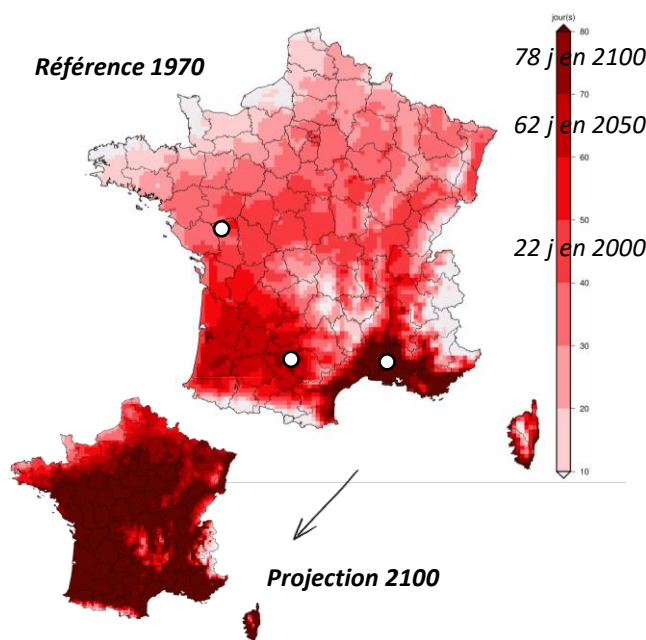 jour(s)
Référence 1970
80
78 j en 2100
70
62 j en 2050
60
50
22 j en 2000
40
30
20
10
Projection 2100